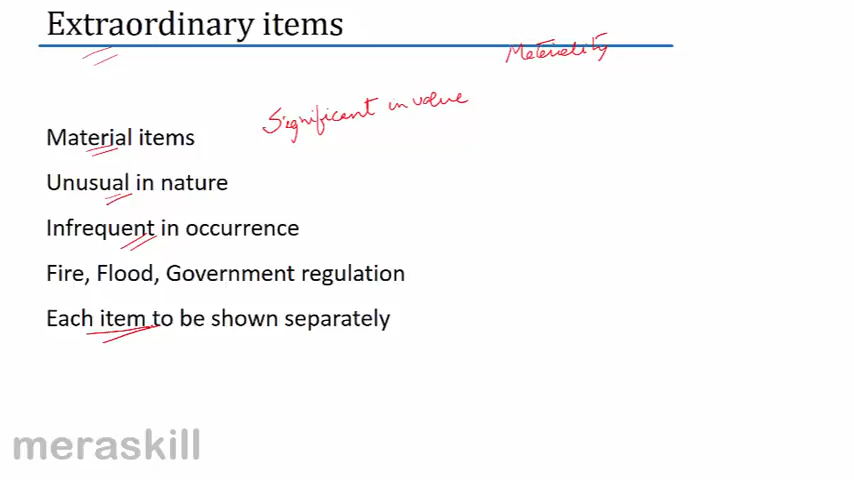 Extraordinary items
Materiality
Significant in value
Material items
Unusual in nature
Infrequent in occurrence
Fire, Flood, Government regulation
Each item to be shown separately
meraskill